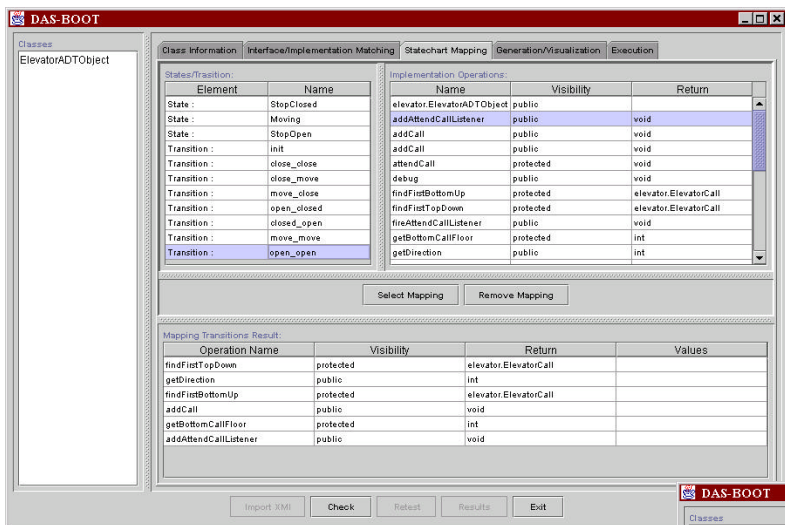 DAS-BOOT
Classes
ElevatorADTObject
Class Information Interface/Implementation Matching Statechart Mapping Generation/Visualization Execution
States/Trasition:
Element Name
State : StopClosed
State : Moving
State : StopOpen
Transition : init
Transition : close_close
Transition : close_move
Transition : move_close
Transition : open_closed
Transition : closed_open
Transition : move_move
Transition : open_open
Implementation Operations:
Name Visibility Return
elevator.ElevatorADTObject public
addAttendCallListener public void
addCall public void
addCall public void
attendCall protected void
debug public void
findFirstBottomUp protected elevator.ElevatorCall
findFirstTopDown protected elevator.ElevatorCall
fireAttendCallListener public void
getBottomCallFloor protected int
getDirection public int
Select Mapping Remove Mapping
Mapping Transitions Result:
Operation Name Visibility Return Values
findFirstTopDown protected elevator.ElevatorCall
getDirection public int
findFirstBottomUp protected elevator.ElevatorCall
addCall public void
getBottomCallFloor protected int
addAttendCallListener public void
Import XMI Check Retest Results Exit
DAS-BOOT
Classes